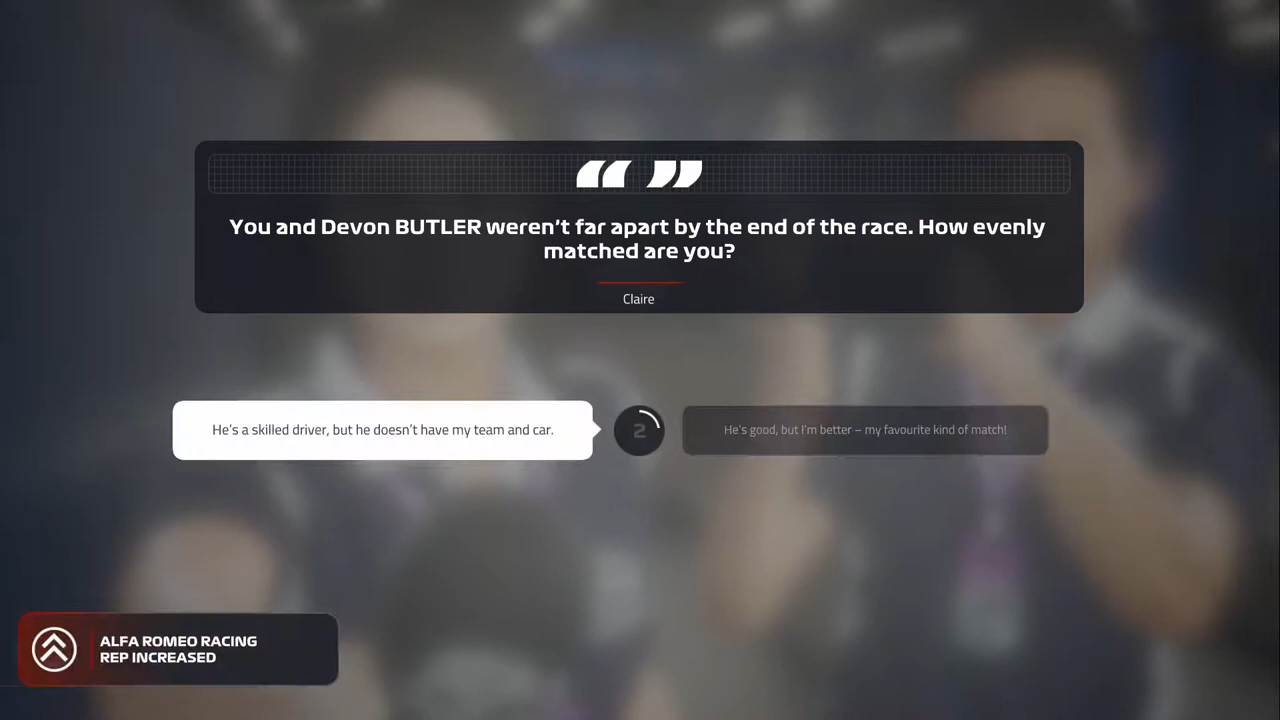 You and Devon BUTLER weren't far apart by the end of the race. How evenly
matched are you?
Claire
He's a skilled driver, but he doesn't have my team and car.
2
He's good, but I'm better – my favourite kind of match!
ALFA ROMEO RACING
REP INCREASED